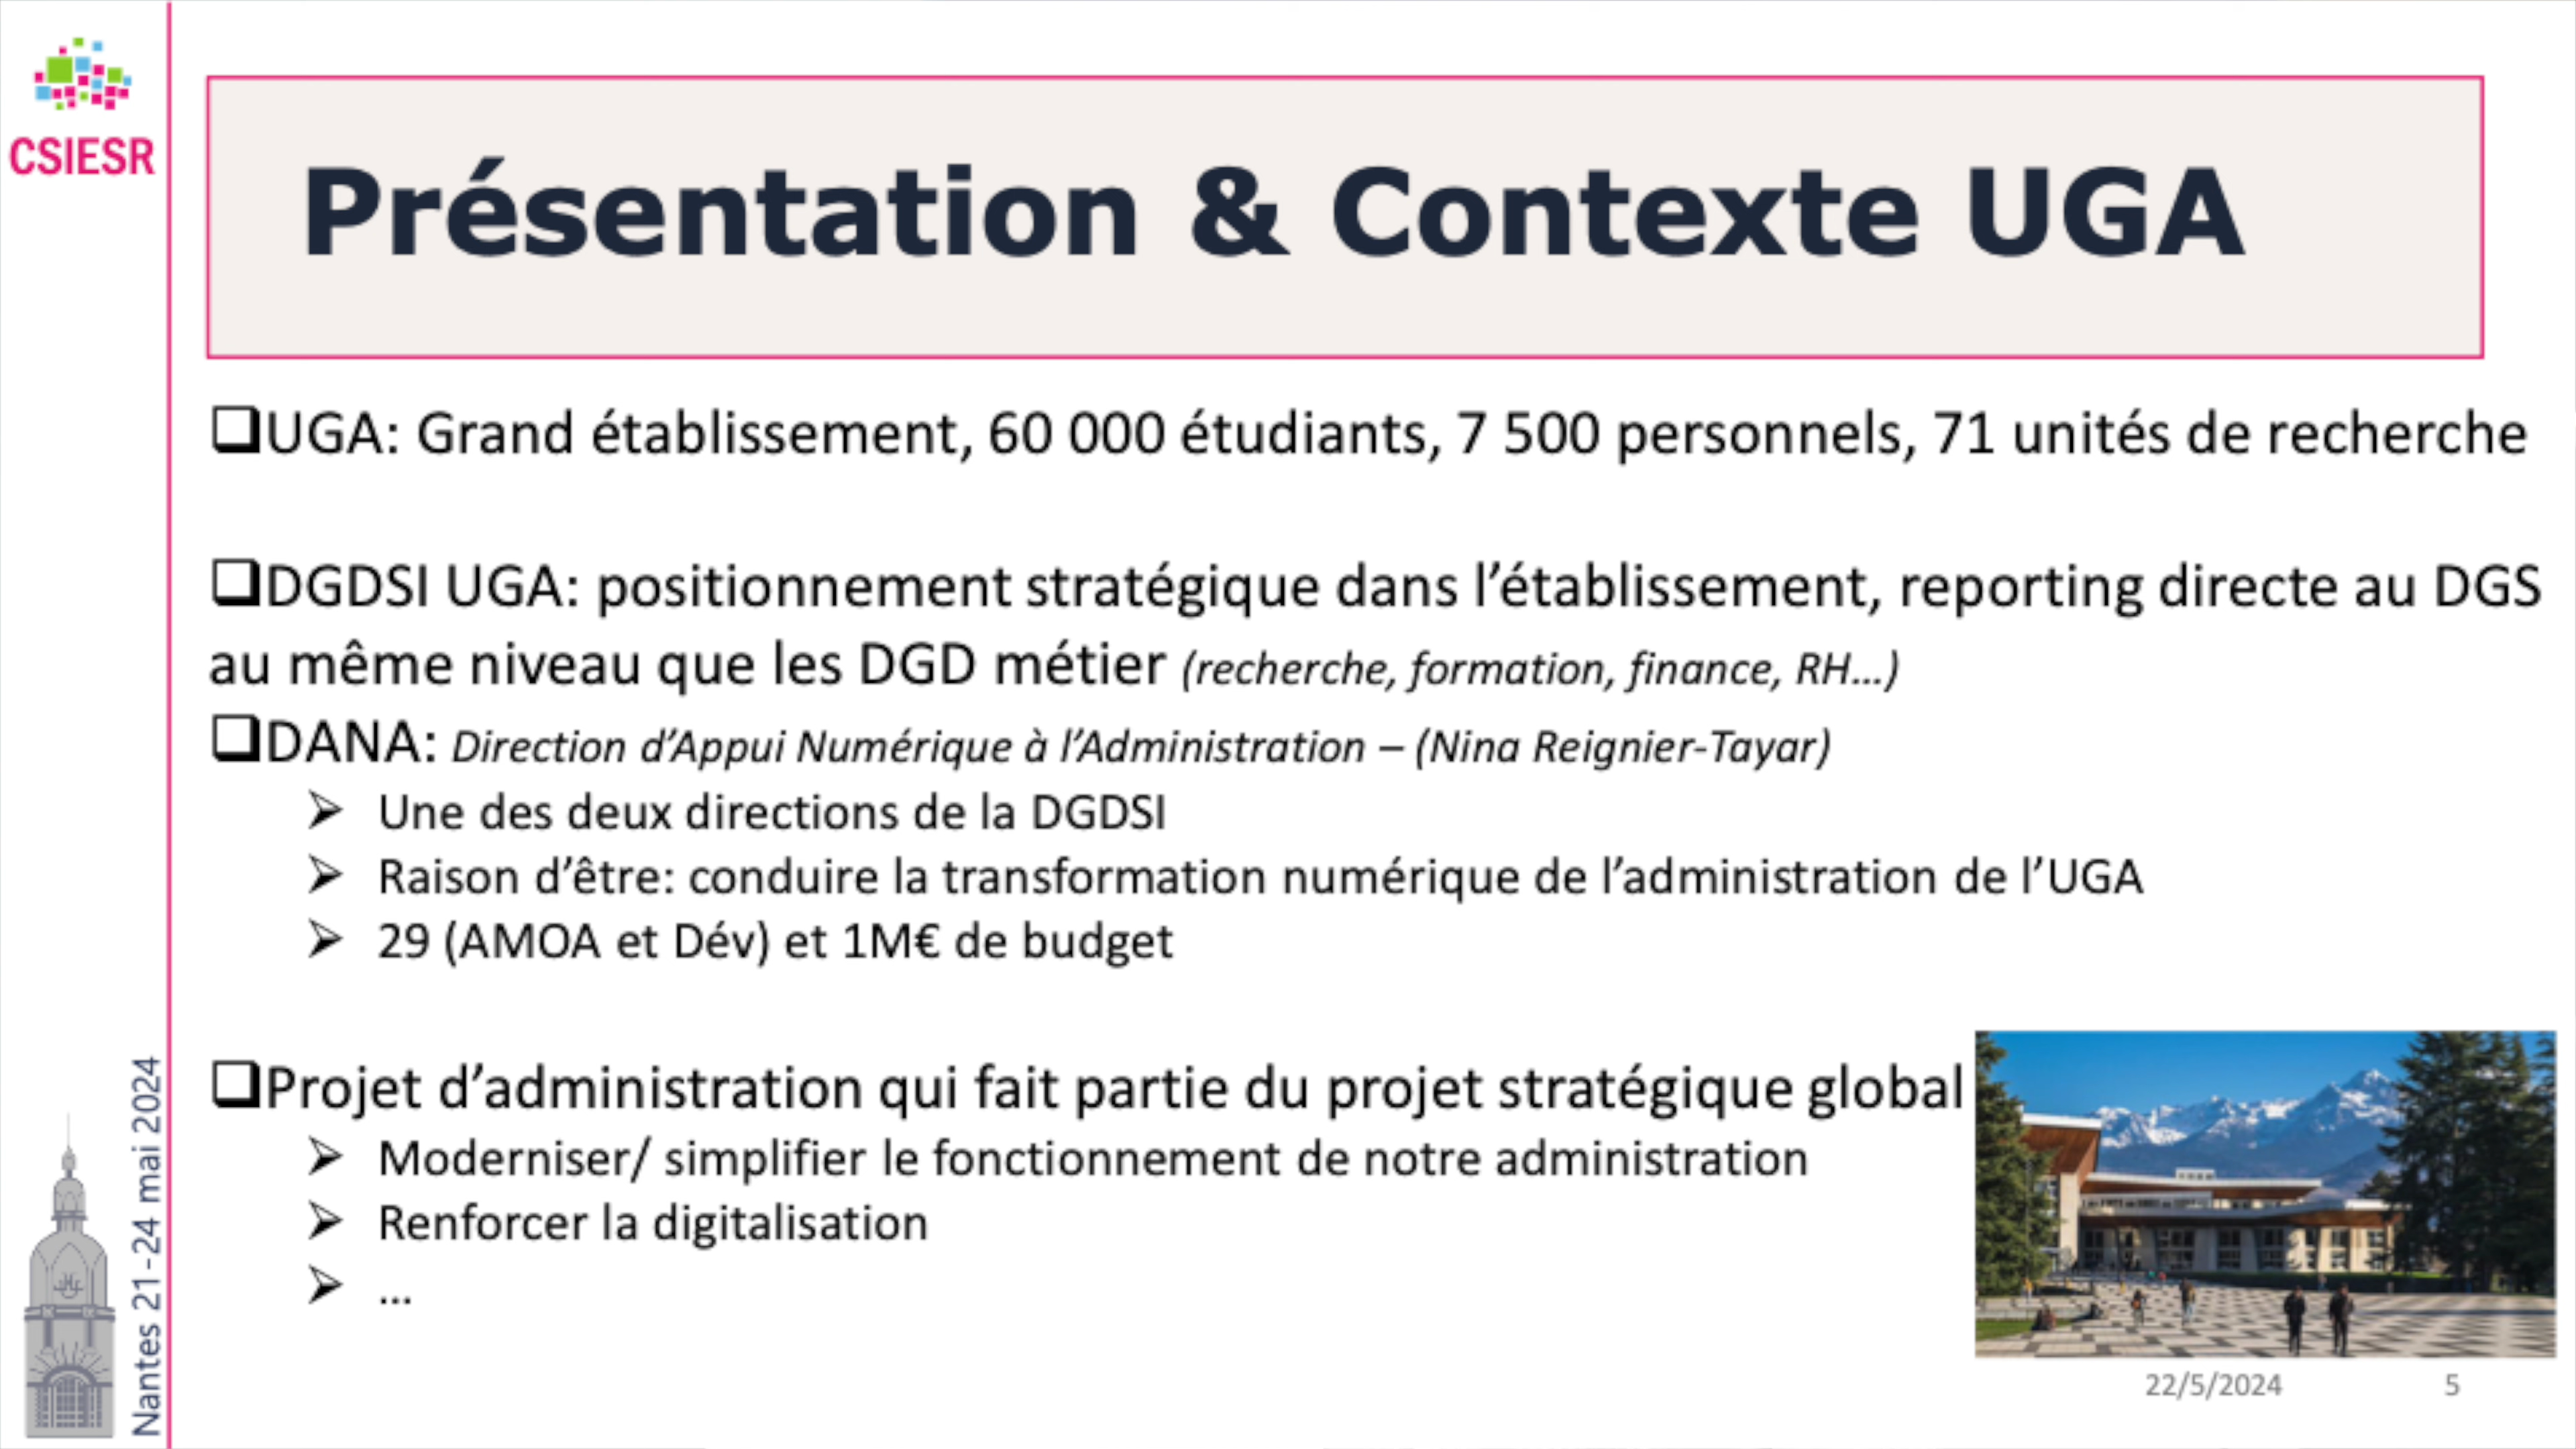 CSIESR
Présentation & Contexte UGA
UGA: Grand établissement, 60 000 étudiants, 7 500 personnels, 71 unités de recherche
DGDSI UGA: positionnement stratégique dans l’établissement, reporting directe au DGS
au même niveau que les DGD métier (recherche, formation, finance, RH…)
DANA: Direction d’Appui Numérique à l’Administration – (Nina Reignier-Tayar)
Une des deux directions de la DGDSI
Raison d’être: conduire la transformation numérique de l’administration de l’UGA
29 (AMOA et Dév) et 1M€ de budget
Projet d’administration qui fait partie du projet stratégique global
Moderniser/ simplifier le fonctionnement de notre administration
Renforcer la digitalisation
…
Nantes 21-24 mai 2024
22/5/2024
5